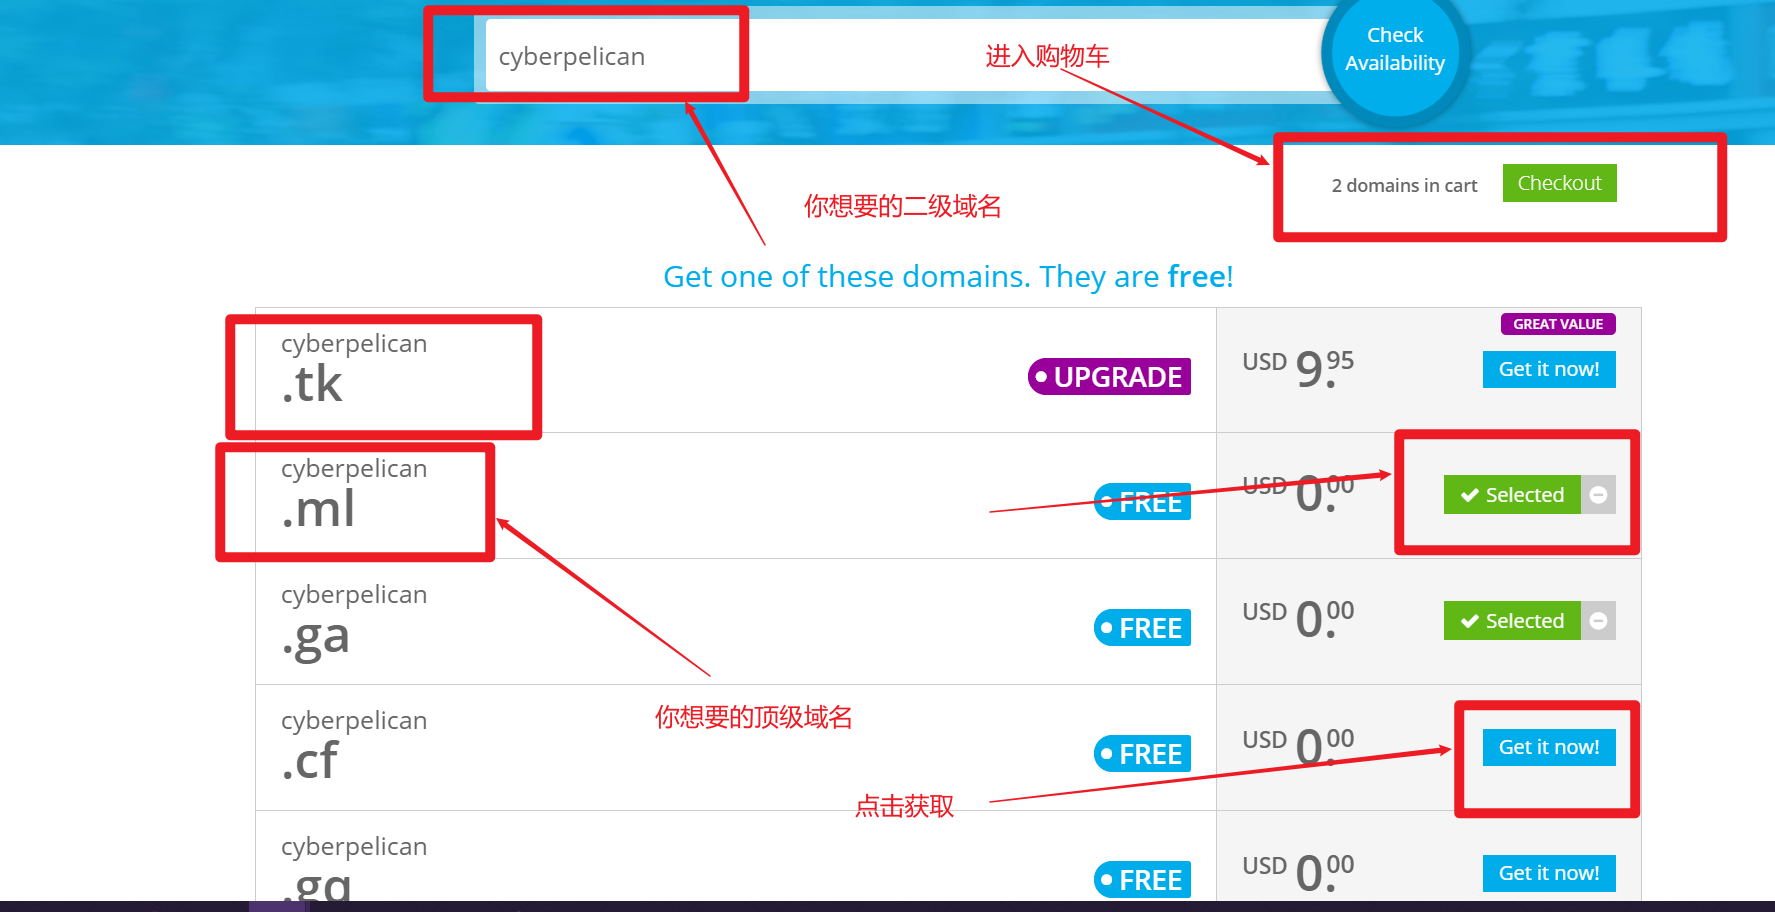 cyberpelican
进入购物车
Check
Availability
2 domains in cart
Checkout
你想要的二级域名
Get one of these domains. They are free!
cyberpelican
.tk
UPGRADE
USD 9.95
GREAT VALUE
Get it now!
cyberpelican
.ml
FREE
USD 0.00
Selected
cyberpelican
.ga
FREE
USD 0.00
Selected
你想要的顶级域名
cyberpelican
.cf
FREE
USD 0.00
Get it now!
点击获取
cyberpelican
.gq
FREE
USD 0.00
Get it now!